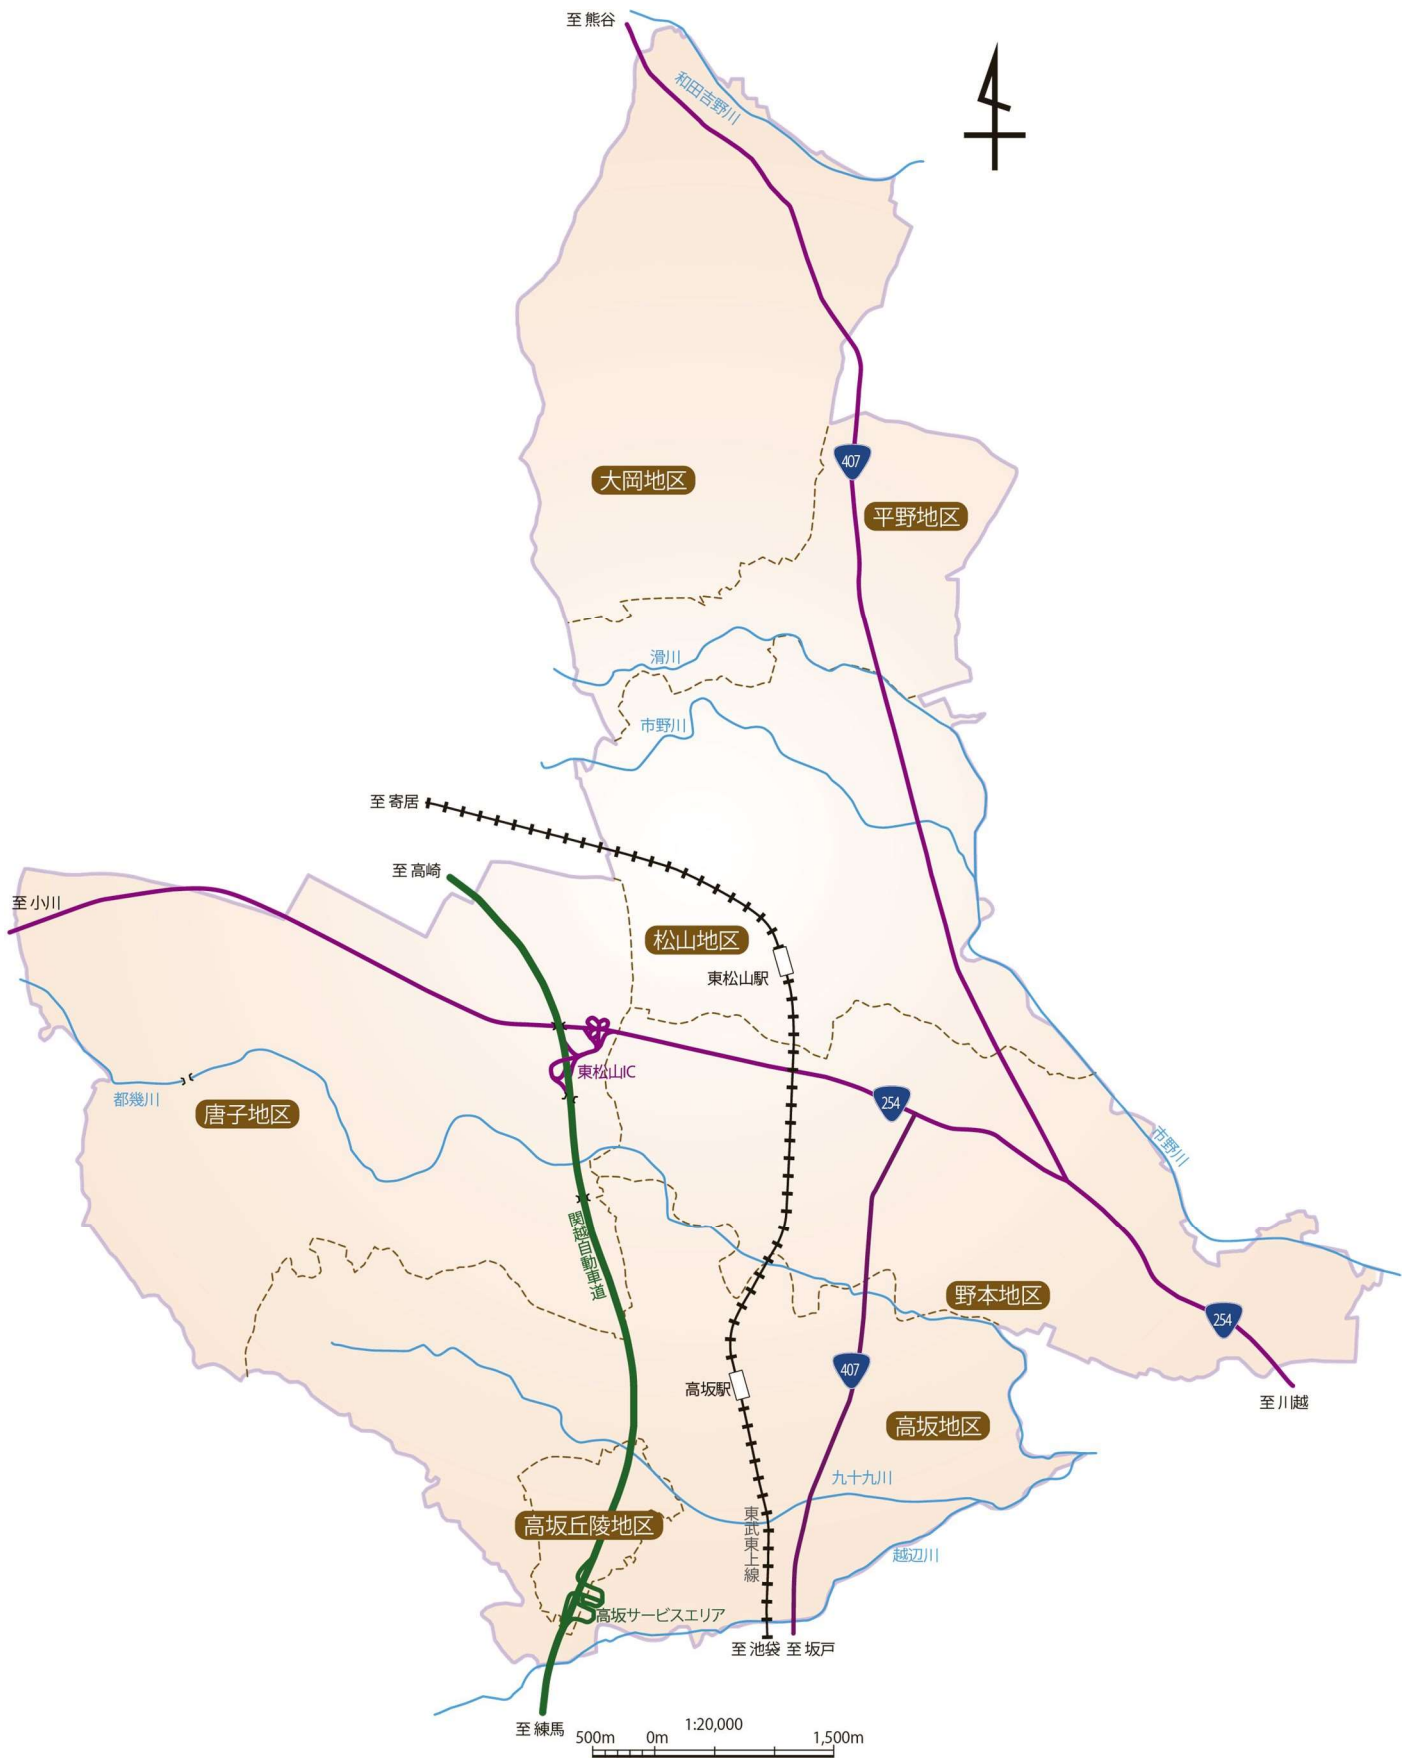 至 熊谷
和田吉野川
407
大岡地区
平野地区
滑川
市野川
至 寄居
至 高崎
至 小川
松山地区
東松山駅
東松山IC
都幾川
唐子地区
254
市野川
関越自動車道
野本地区
254
407
高坂駅
至 川越
高坂地区
九十九川
高坂丘陵地区
東武東上線
越辺川
高坂サービスエリア
至 池袋
至 坂戸
至 練馬
1:20,000
500m
0m
1,500m